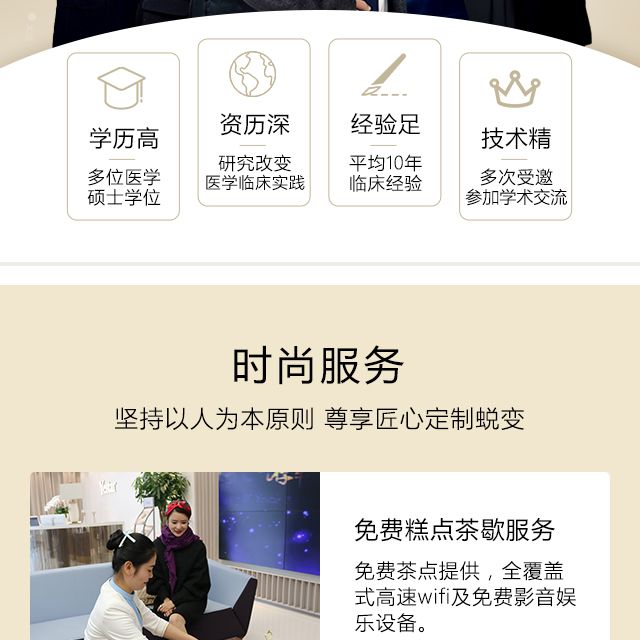 学历高
多位医学
硕士学位
资历深
研究改变
医学临床实践
经验足
平均10年
临床经验
技术精
多次受邀
参加学术交流
时尚服务
坚持以人为本原则 尊享匠心定制蜕变
免费糕点茶歇服务
免费茶点提供，全覆盖
式高速wifi及免费影音娱
乐设备。